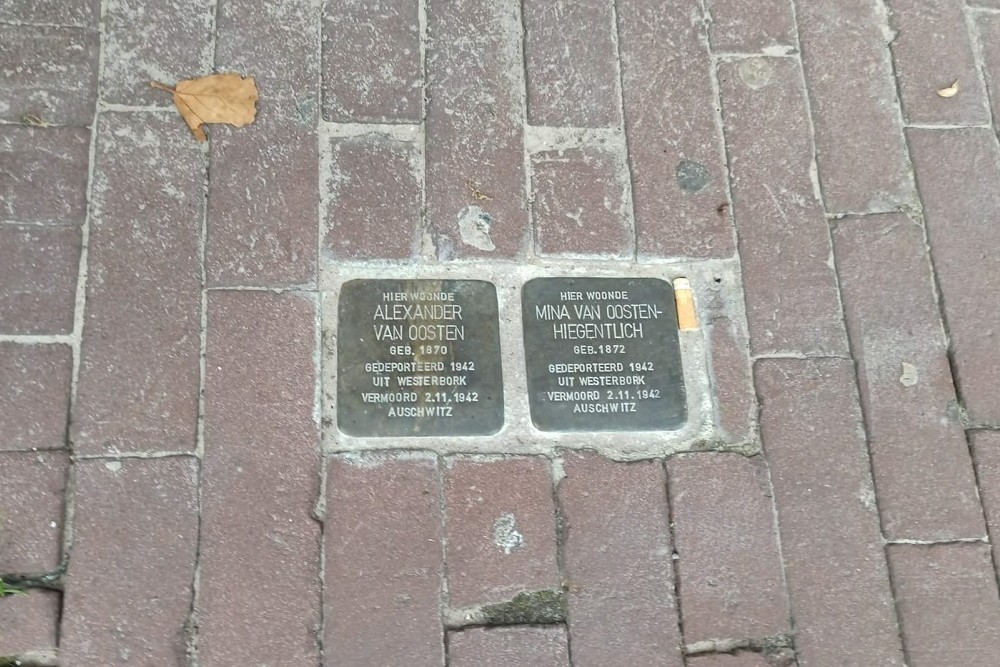 HIER WOONDE
ALEXANDER
VAN OOSTEN
GEB. 1870
GEDEPORTEERD 1942
UIT WESTERBORK
VERMOORD 2.11.1942
AUSCHWITZ
HIER WOONDE
MINA VAN OOSTEN-
HIEGENTLICH
GEB. 1872
GEDEPORTEERD 1942
UIT WESTERBORK
VERMOORD 2.11.1942
AUSCHWITZ